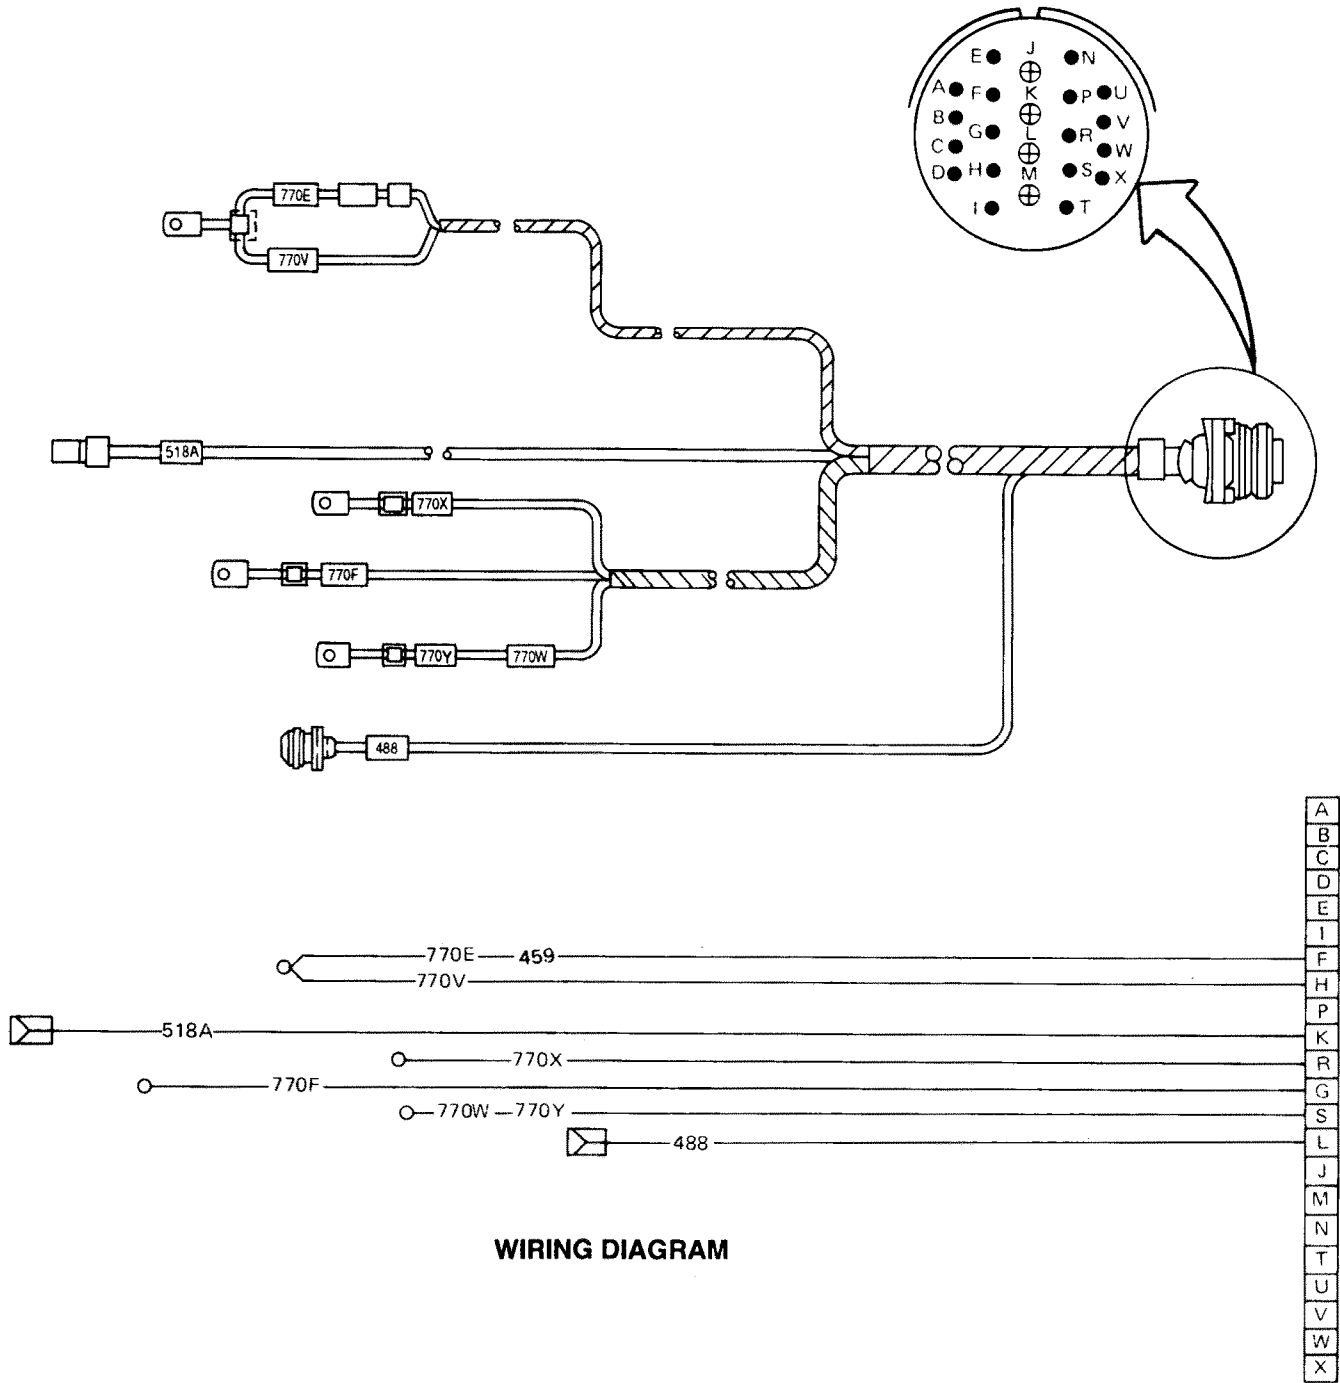 J
E N
A F K P U
B V
G L R
C W
D H M S X
I T
770E
770V
518A
770X
770F
770Y 770W
488
A
B
C
D
E
I
770E 459 F
770V H
P
518A K
770X R
770F G
770W 770Y S
488 L
J
M
N
T
U
V
W
X
WIRING DIAGRAM